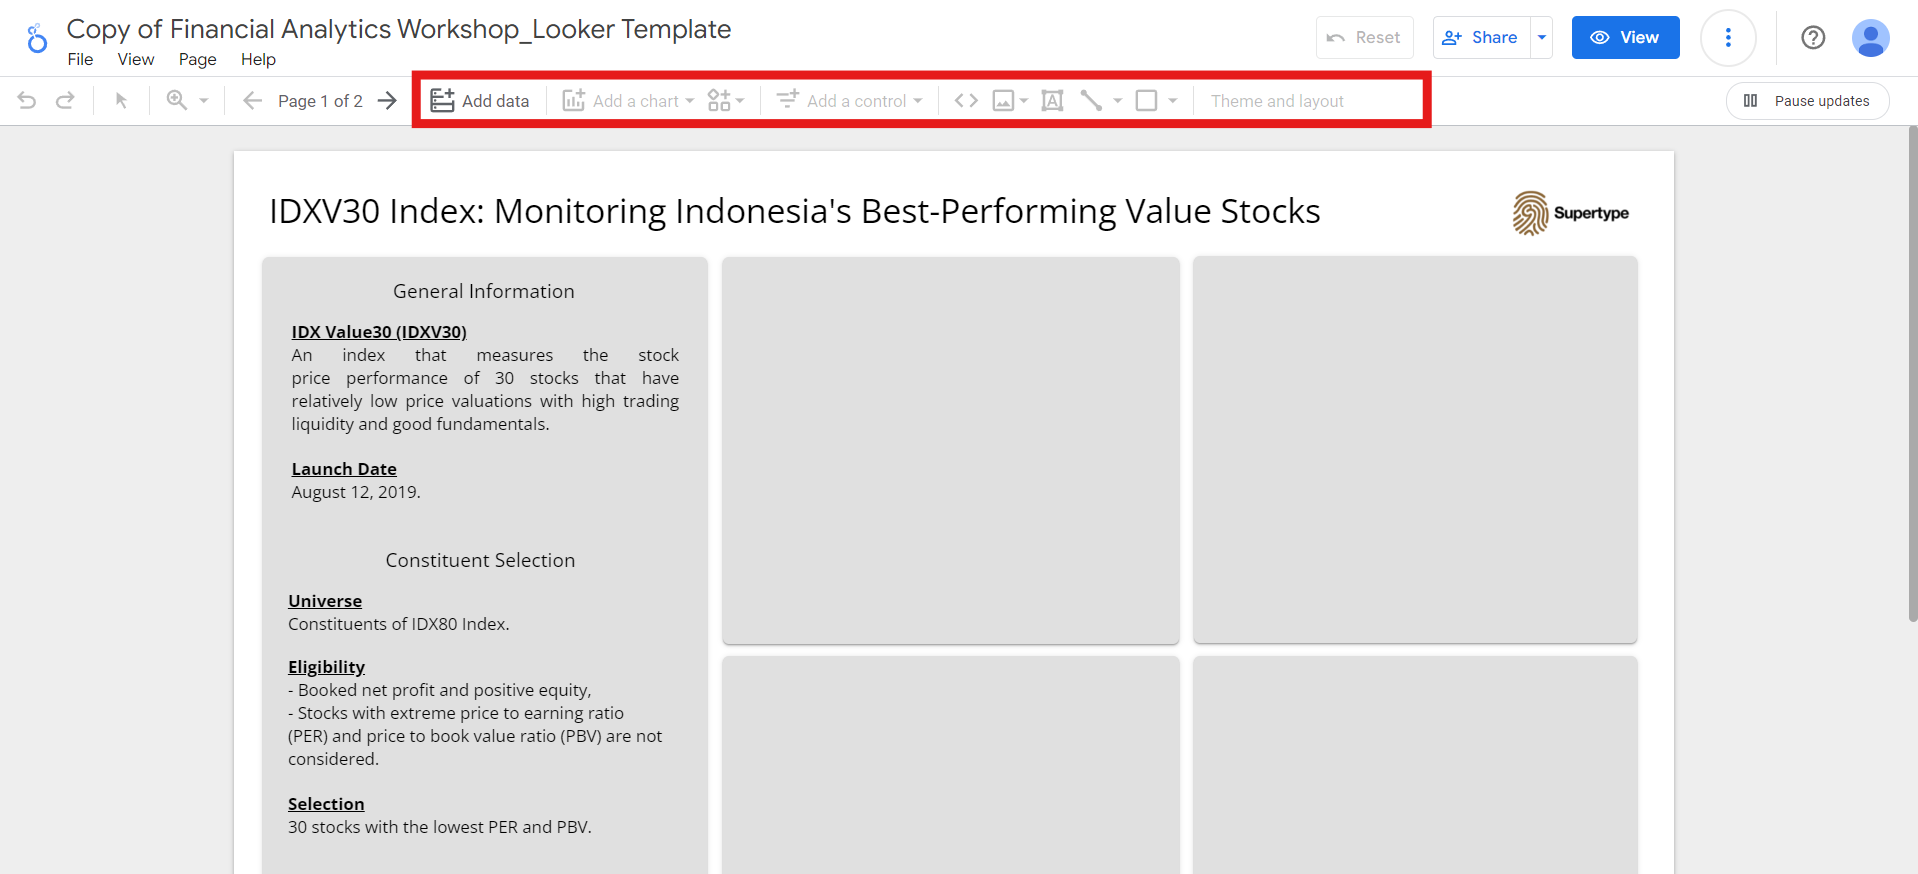 Copy of Financial Analytics Workshop_Looker Template
File View Page Help
Reset
Share
View
Page 1 of 2
Add data
Add a chart
Add a control
Theme and layout
Pause updates
IDXV30 Index: Monitoring Indonesia's Best-Performing Value Stocks
Supertype
General Information
IDX Value30 (IDXV30)
An index that measures the stock
price performance of 30 stocks that have
relatively low price valuations with high trading
liquidity and good fundamentals.
Launch Date
August 12, 2019.
Constituent Selection
Universe
Constituents of IDX80 Index.
Eligibility
- Booked net profit and positive equity,
- Stocks with extreme price to earning ratio
(PER) and price to book value ratio (PBV) are not
considered.
Selection
30 stocks with the lowest PER and PBV.